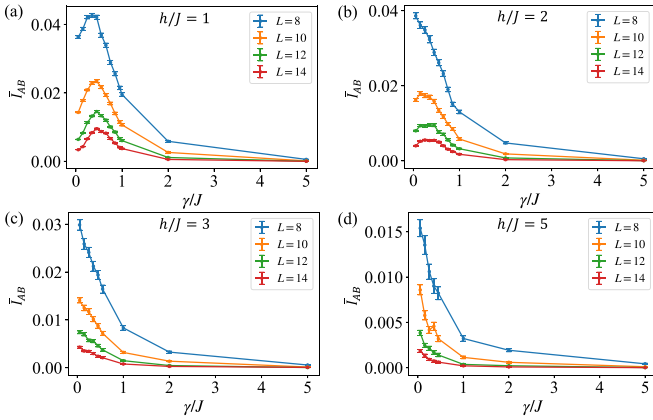 (a)
h/J = 1
L = 8
L = 10
L = 12
L = 14
Ī_AB
0.04
0.02
0.00
0 1 2 3 4 5
γ/J
(b)
h/J = 2
L = 8
L = 10
L = 12
L = 14
Ī_AB
0.04
0.02
0.00
0 1 2 3 4 5
γ/J
(c)
h/J = 3
L = 8
L = 10
L = 12
L = 14
Ī_AB
0.03
0.02
0.01
0.00
0 1 2 3 4 5
γ/J
(d)
h/J = 5
L = 8
L = 10
L = 12
L = 14
Ī_AB
0.015
0.010
0.005
0.000
0 1 2 3 4 5
γ/J